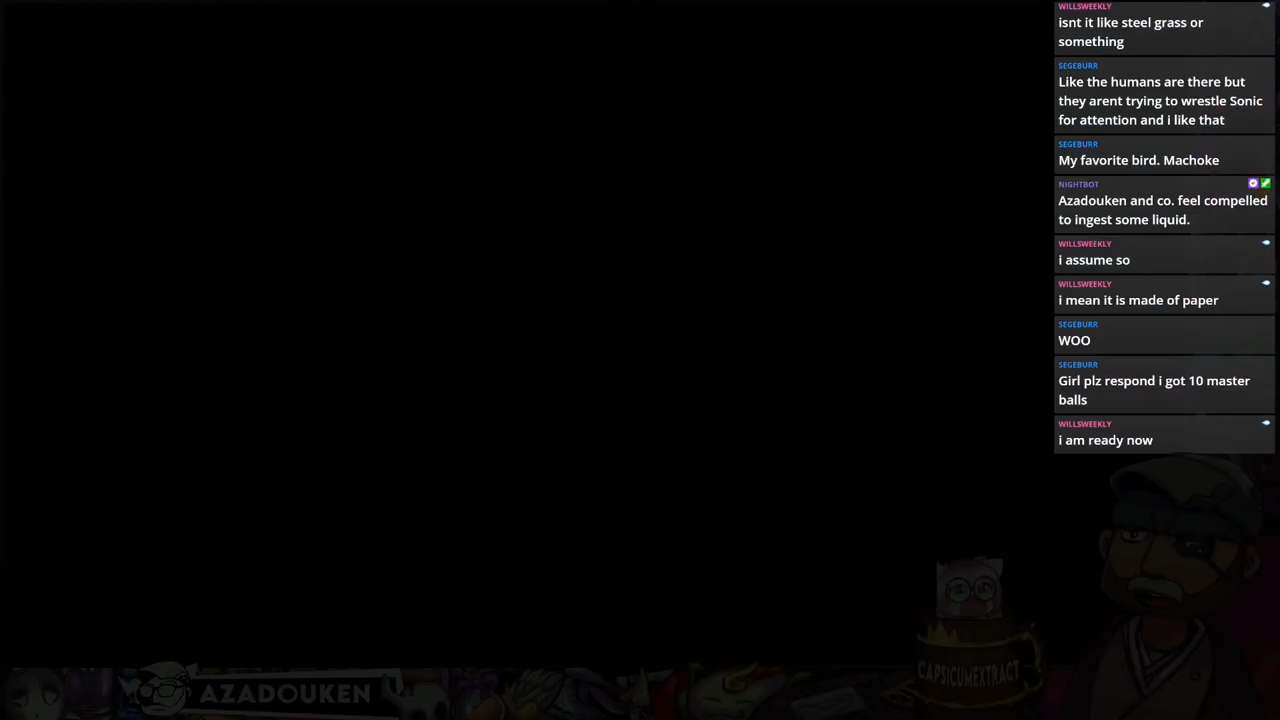 WILLSWEEKLY
isnt it like steel grass or
something
SEGEBURR
Like the humans are there but
they arent trying to wrestle Sonic
for attention and i like that
SEGEBURR
My favorite bird. Machoke
NIGHTBOT
Azadouken and co. feel compelled
to ingest some liquid.
WILLSWEEKLY
i assume so
WILLSWEEKLY
i mean it is made of paper
SEGEBURR
WOO
SEGEBURR
Girl plz respond i got 10 master
balls
WILLSWEEKLY
i am ready now
CAPSICUMEXTRACT
AZADOUKEN